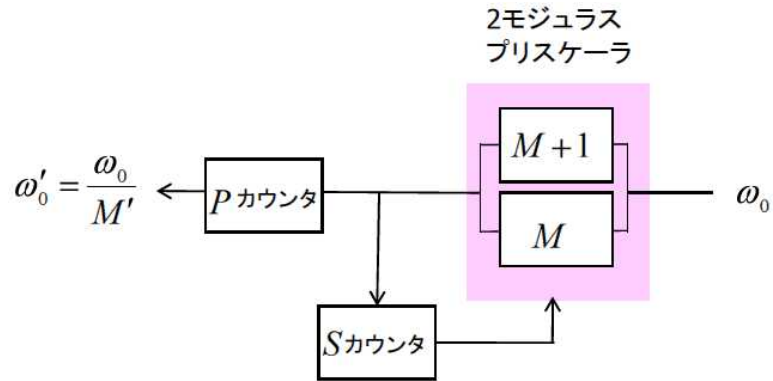 2モジュラス
プリスケーラ
M+1
M
ω₀
Pカウンタ
ω₀′ = ω₀/M′
Sカウンタ